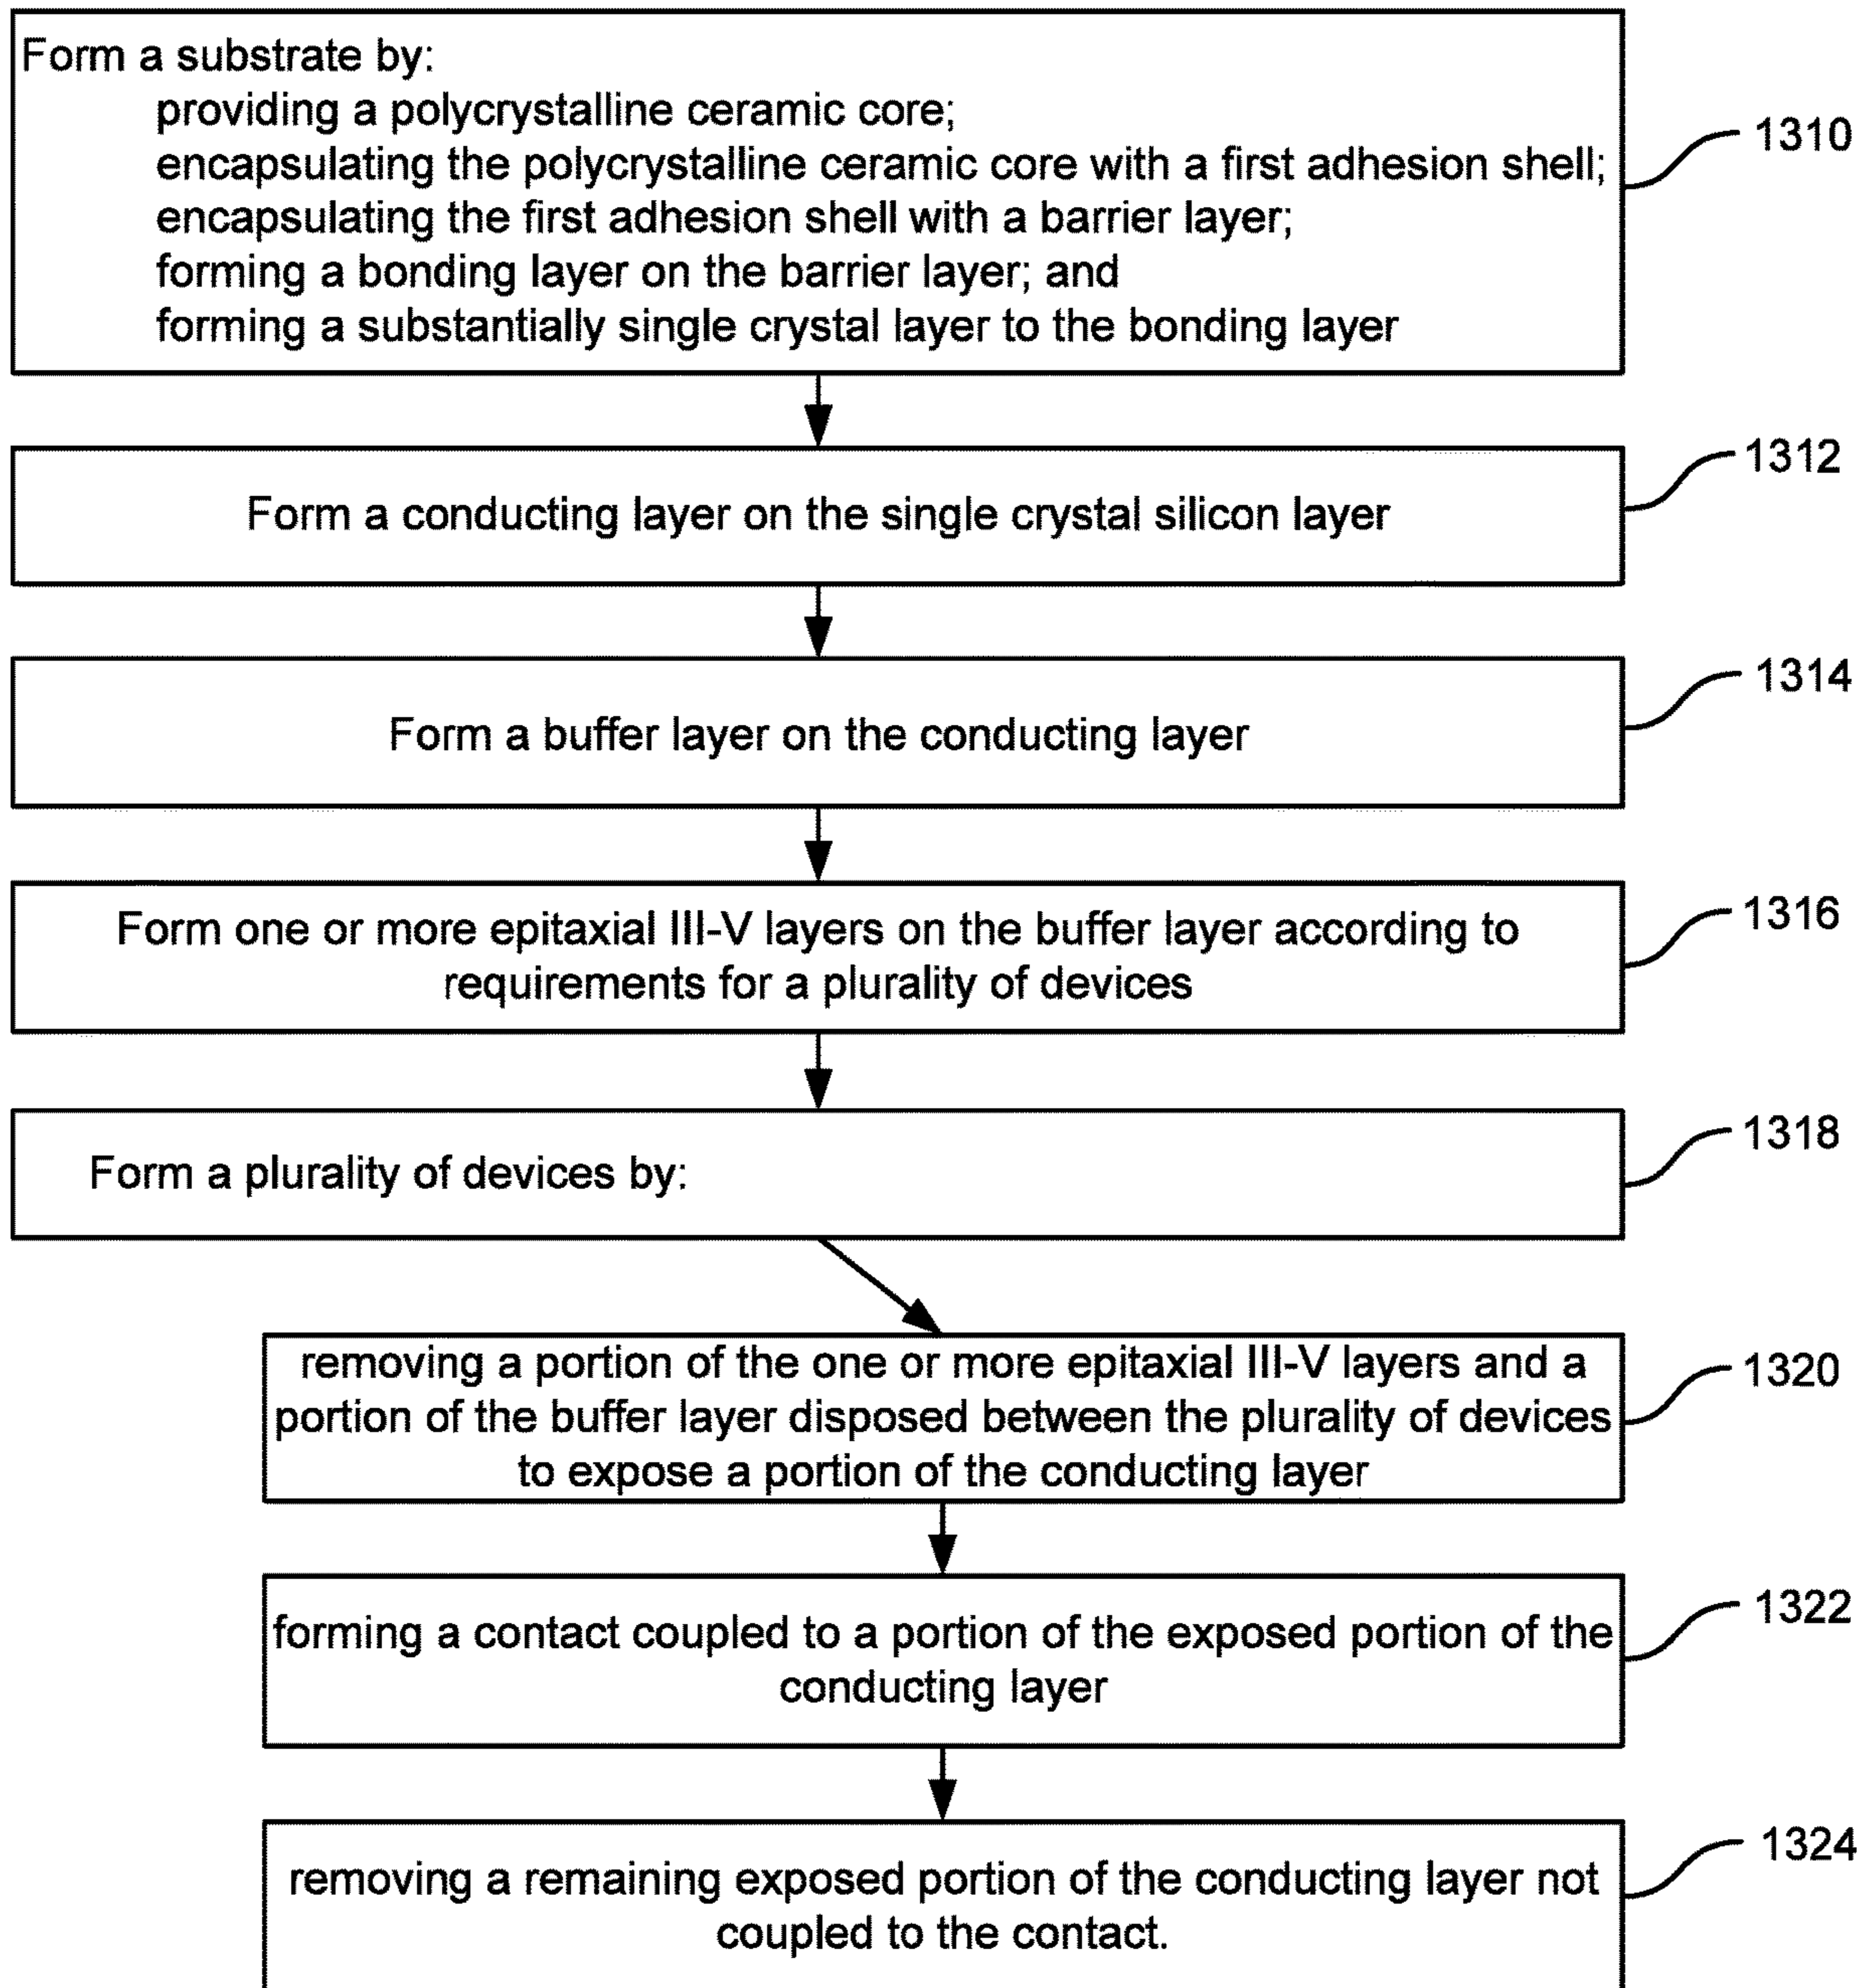 Form a substrate by:
providing a polycrystalline ceramic core;
encapsulating the polycrystalline ceramic core with a first adhesion shell;
encapsulating the first adhesion shell with a barrier layer;
forming a bonding layer on the barrier layer; and
forming a substantially single crystal layer to the bonding layer
1310
Form a conducting layer on the single crystal silicon layer
1312
Form a buffer layer on the conducting layer
1314
Form one or more epitaxial III-V layers on the buffer layer according to
requirements for a plurality of devices
1316
Form a plurality of devices by:
1318
removing a portion of the one or more epitaxial III-V layers and a
portion of the buffer layer disposed between the plurality of devices
to expose a portion of the conducting layer
1320
forming a contact coupled to a portion of the exposed portion of the
conducting layer
1322
removing a remaining exposed portion of the conducting layer not
coupled to the contact.
1324